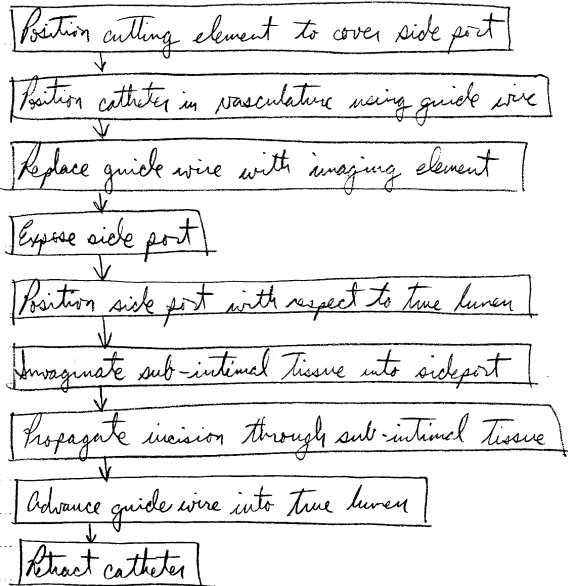 Position cutting element to cover side port
Position catheter in vasculature using guide wire
Replace guide wire with imaging element
Expose side port
Position side port with respect to true lumen
Invaginate sub-intimal tissue into sideport
Propagate incision through sub-intimal tissue
Advance guide wire into true lumen
Retract catheter